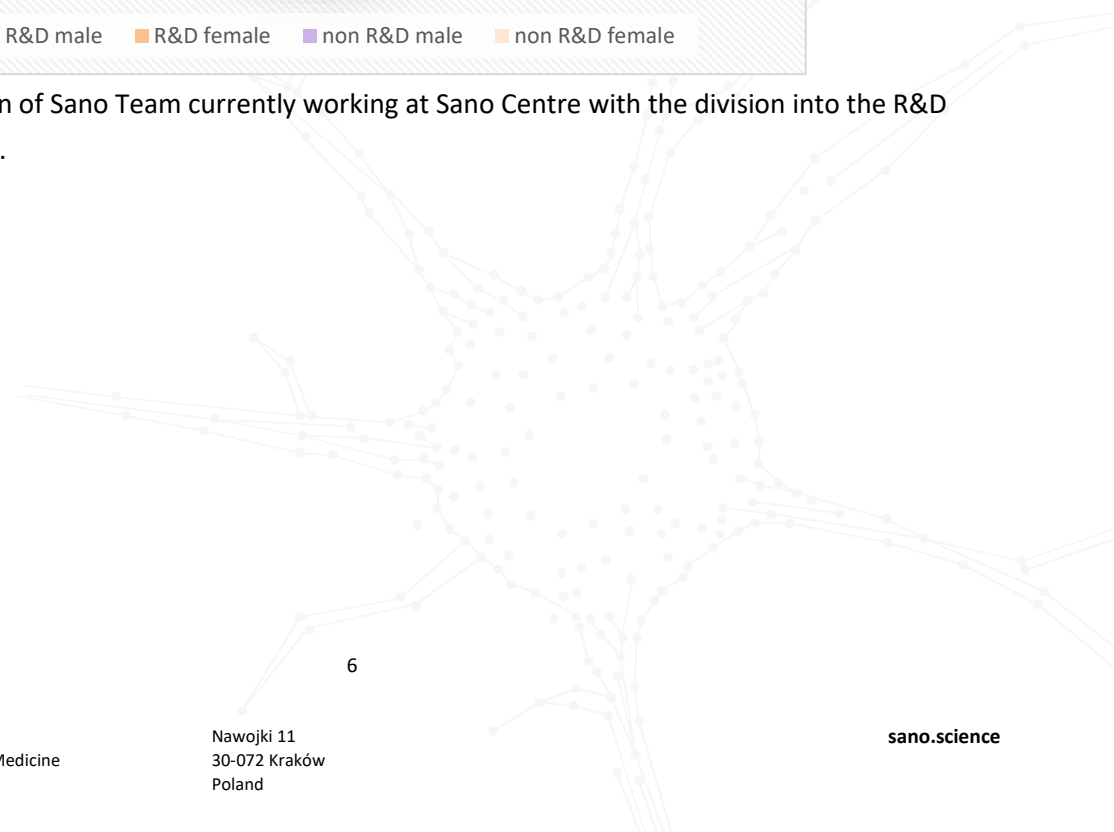 R&D male R&D female non R&D male non R&D female
of Sano Team currently working at Sano Centre with the division into the R&D
.
6
Nawojki 11
sano.science
Medicine
30-072 Kraków
Poland